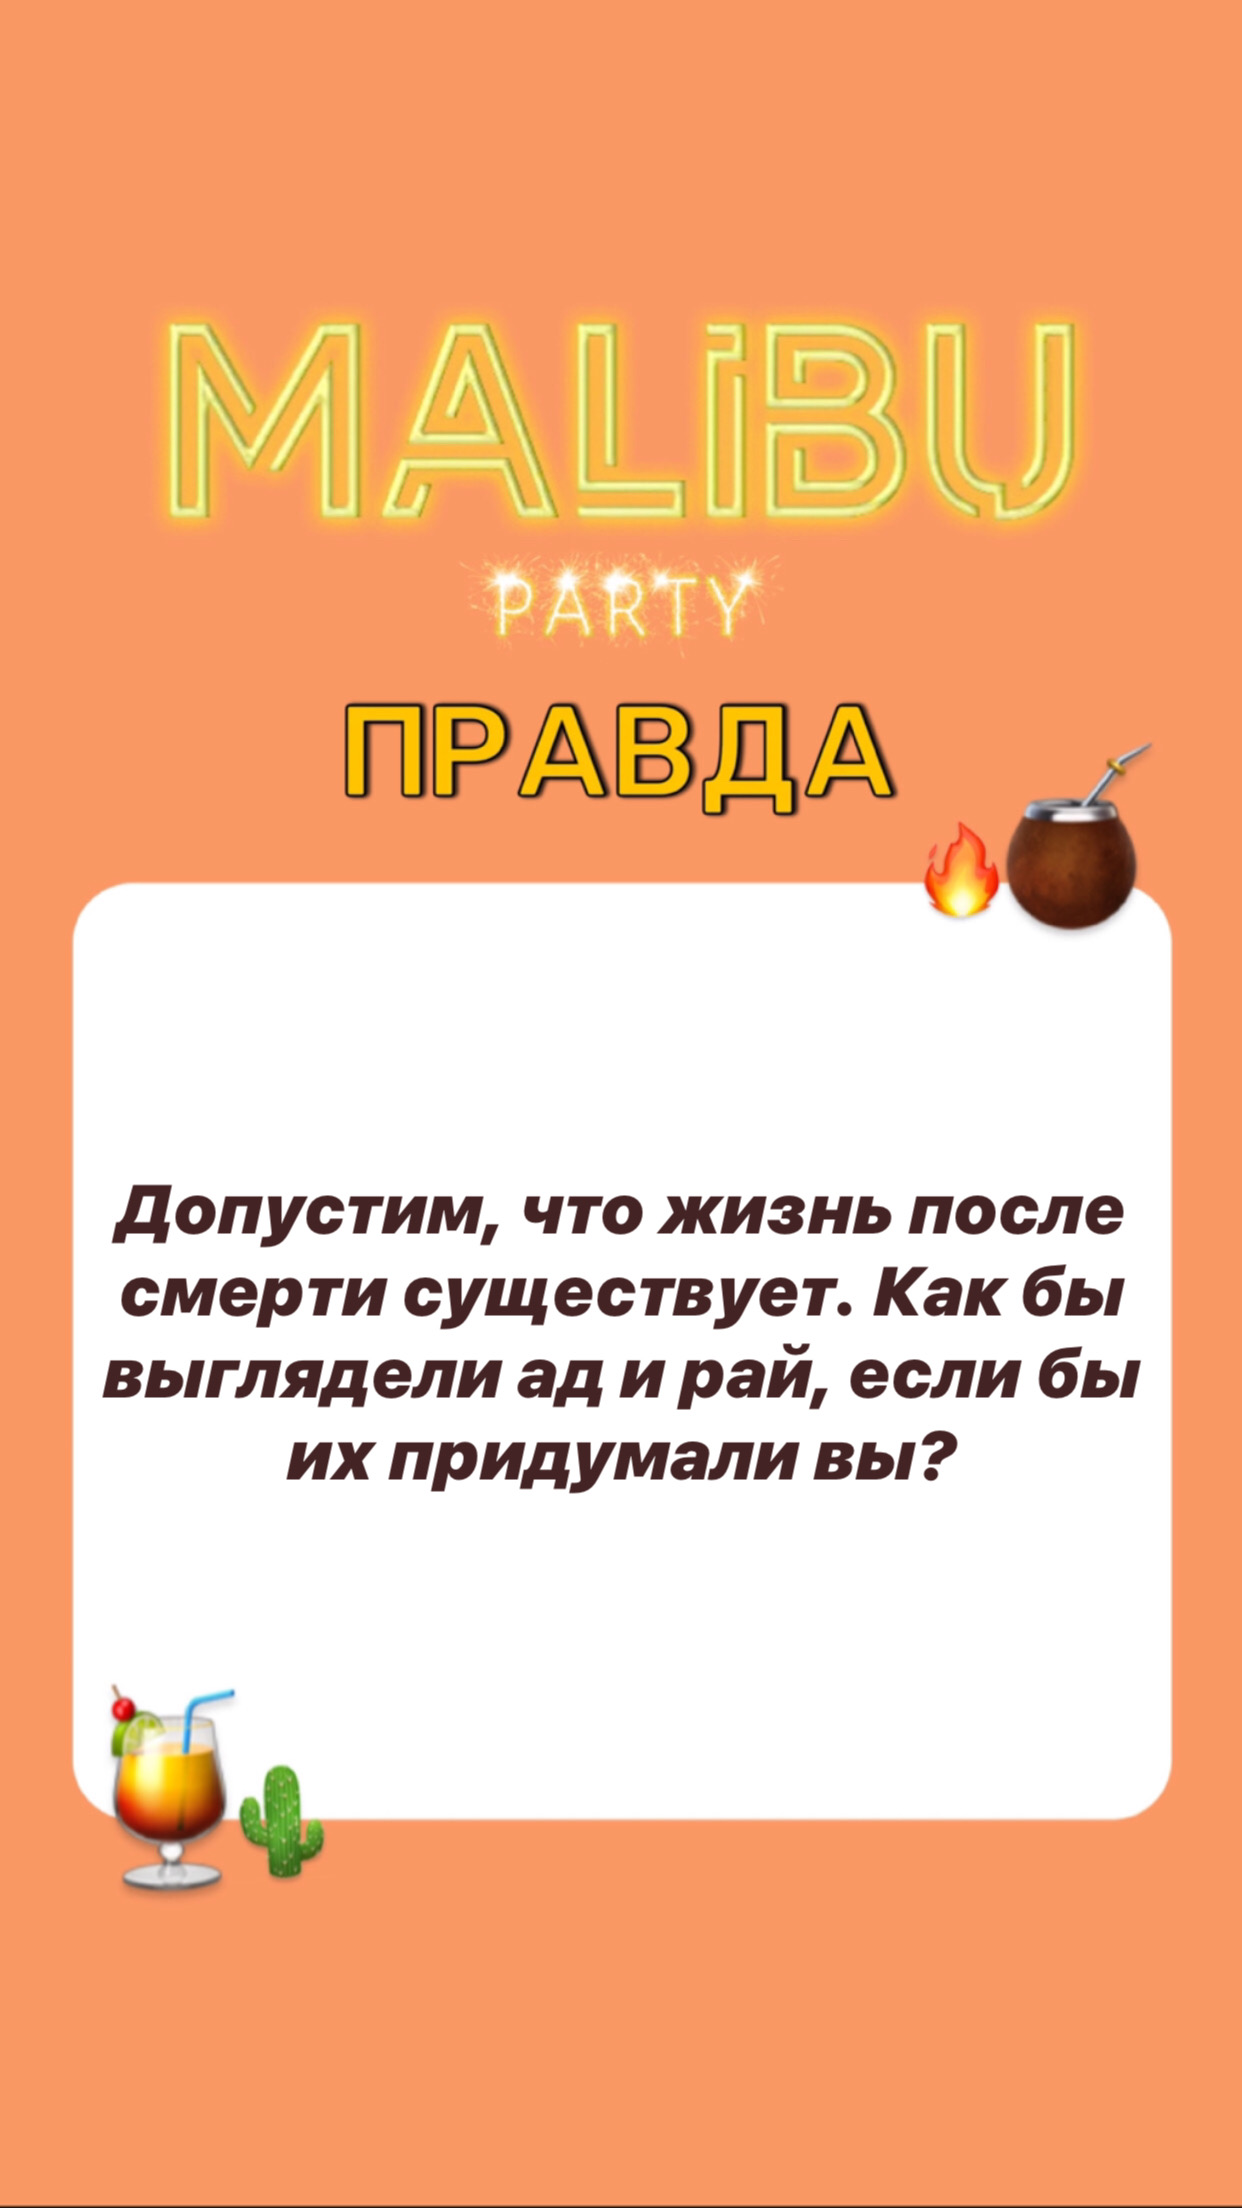 MALiBU
PARTY
ПРАВДА
Допустим, что жизнь после
смерти существует. Как бы
выглядели ад и рай, если бы
их придумали вы?